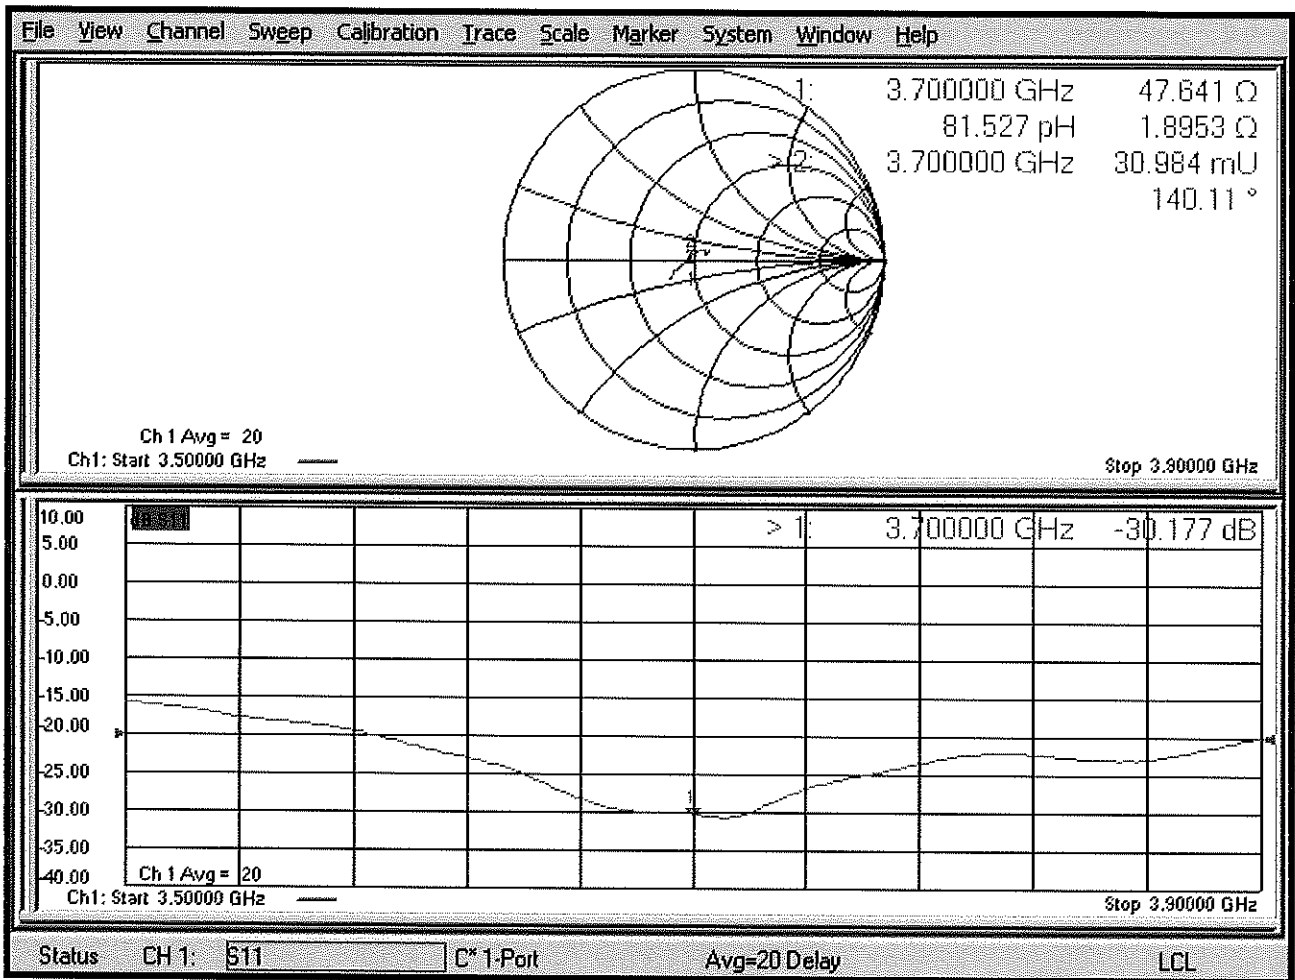 File View Channel Sweep Calibration Trace Scale Marker System Window Help
1: 3.700000 GHz 47.641 Ω
81.527 pH 1.8953 Ω
> 2: 3.700000 GHz 30.984 mU
140.11 °
2
1
Ch 1 Avg = 20
Ch1: Start 3.50000 GHz
Stop 3.90000 GHz
10.00
5.00
0.00
-5.00
-10.00
-15.00
-20.00
-25.00
-30.00
-35.00
-40.00
dB S11
> 1: 3.700000 GHz -30.177 dB
1
Ch 1 Avg = 20
Ch1: Start 3.50000 GHz
Stop 3.90000 GHz
Status CH 1: S11 C* 1-Port Avg=20 Delay LCL